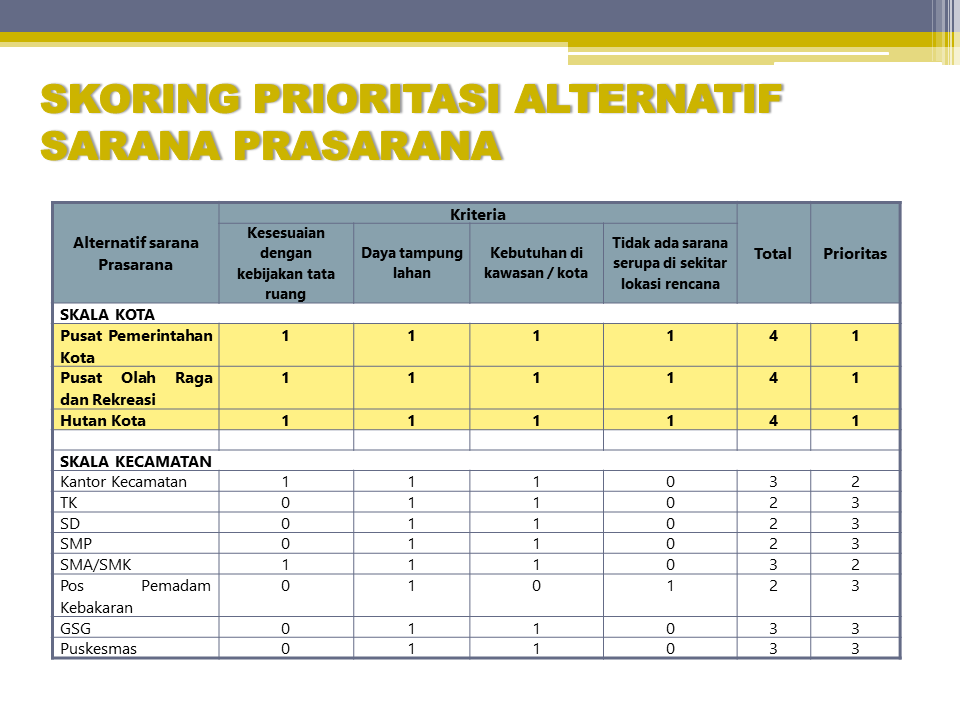 SKORING PRIORITASI ALTERNATIF
SARANA PRASARANA
Alternatif sarana
Prasarana
Kriteria
Total
Prioritas
Kesesuaian
dengan
kebijakan tata
ruang
Daya tampung
lahan
Kebutuhan di
kawasan / kota
Tidak ada sarana
serupa di sekitar
lokasi rencana
SKALA KOTA
Pusat Pemerintahan
Kota
1 1 1 1 4 1
Pusat Olah Raga
dan Rekreasi
1 1 1 1 4 1
Hutan Kota 1 1 1 1 4 1
SKALA KECAMATAN
Kantor Kecamatan 1 1 1 0 3 2
TK 0 1 1 0 2 3
SD 0 1 1 0 2 3
SMP 0 1 1 0 2 3
SMA/SMK 1 1 1 0 3 2
Pos Pemadam
Kebakaran
0 1 0 1 2 3
GSG 0 1 1 0 3 3
Puskesmas 0 1 1 0 3 3